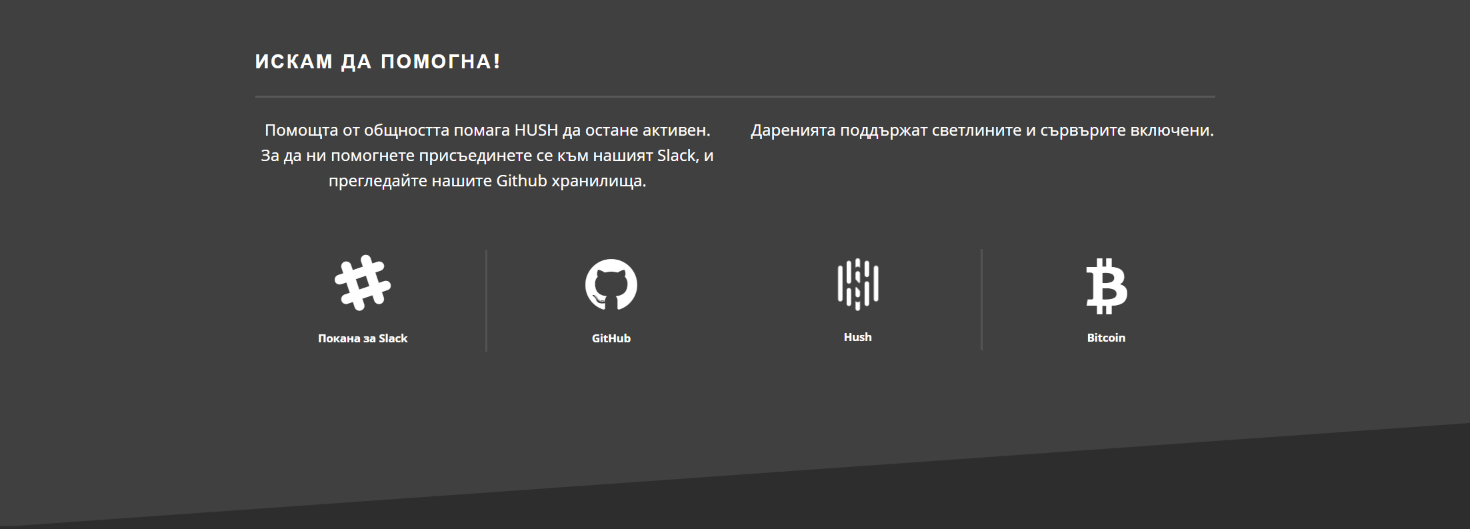 ИСКАМ ДА ПОМОГНА!
Помощта от общността помага HUSH да остане активен.
За да ни помогнете присъединете се към нашият Slack, и
прегледайте нашите Github хранилища.
Даренията поддържат светлините и сървърите включени.
Покана за Slack
GitHub
Hush
Bitcoin